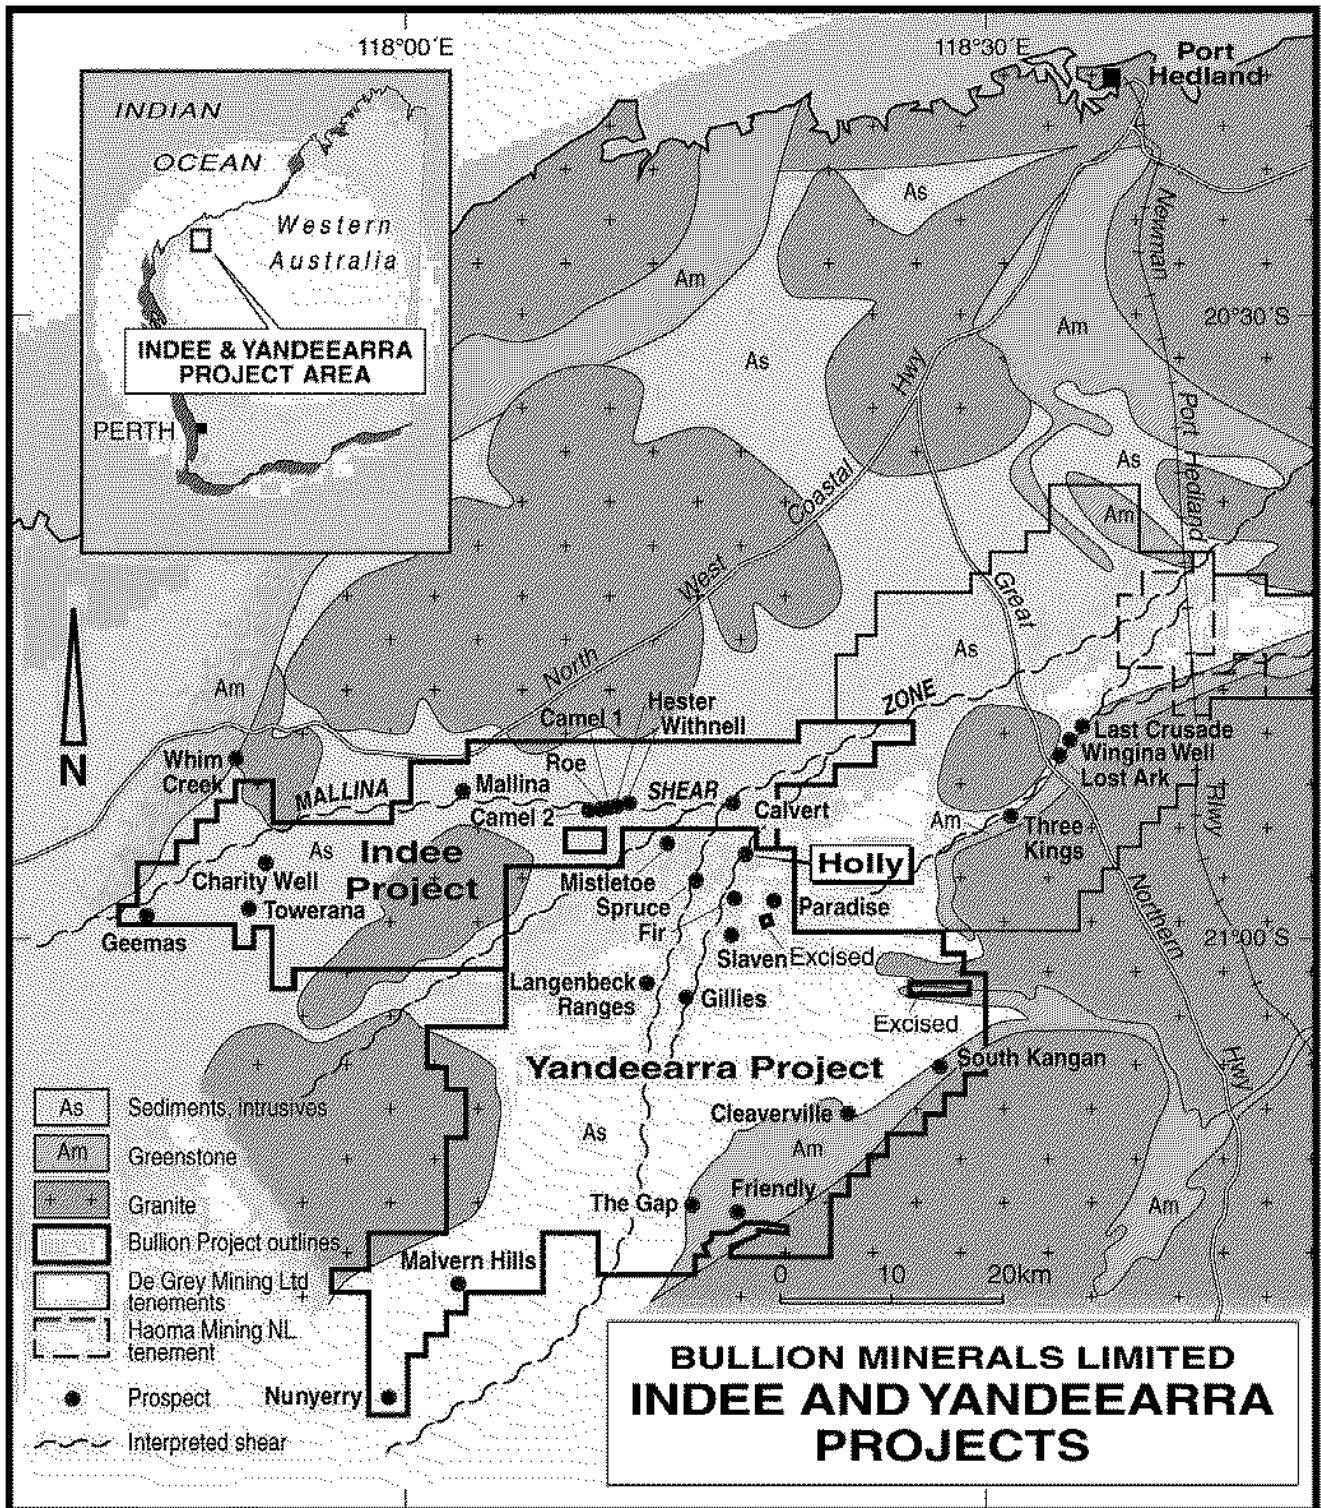 118°00´E
118°30´E
Port
Hedland
INDIAN
OCEAN
Western
Australia
INDEE & YANDEEARRA
PROJECT AREA
PERTH
As
Am
Newman
Am
20°30´S
As
Hwy
Port Hedland
As
Coastal
Am
West
Great
As
North
Am
ZONE
Hester
Withnell
Camel 1
Last Crusade
Wingina Well
Lost Ark
Whim
Creek
Roe
Mallina
MALLINA
SHEAR
Calvert
Camel 2
Am
Rlwy
Three
Kings
As
Indee
Project
Holly
Charity Well
Mistletoe
Spruce
Fir
Paradise
Towerana
Geemas
Northern
21°00´S
Slaven
Excised
Langenbeck
Ranges
Gillies
Excised
Yandeearra Project
South Kangan
Hwy
Cleaverville
As
Am
The Gap
Friendly
Am
Malvern Hills
0 10 20km
Nunyerry
N
As Sediments, intrusives
Am Greenstone
Granite
Bullion Project outlines
De Grey Mining Ltd
tenements
Haoma Mining NL
tenement
Prospect
Interpreted shear
BULLION MINERALS LIMITED
INDEE AND YANDEEARRA
PROJECTS